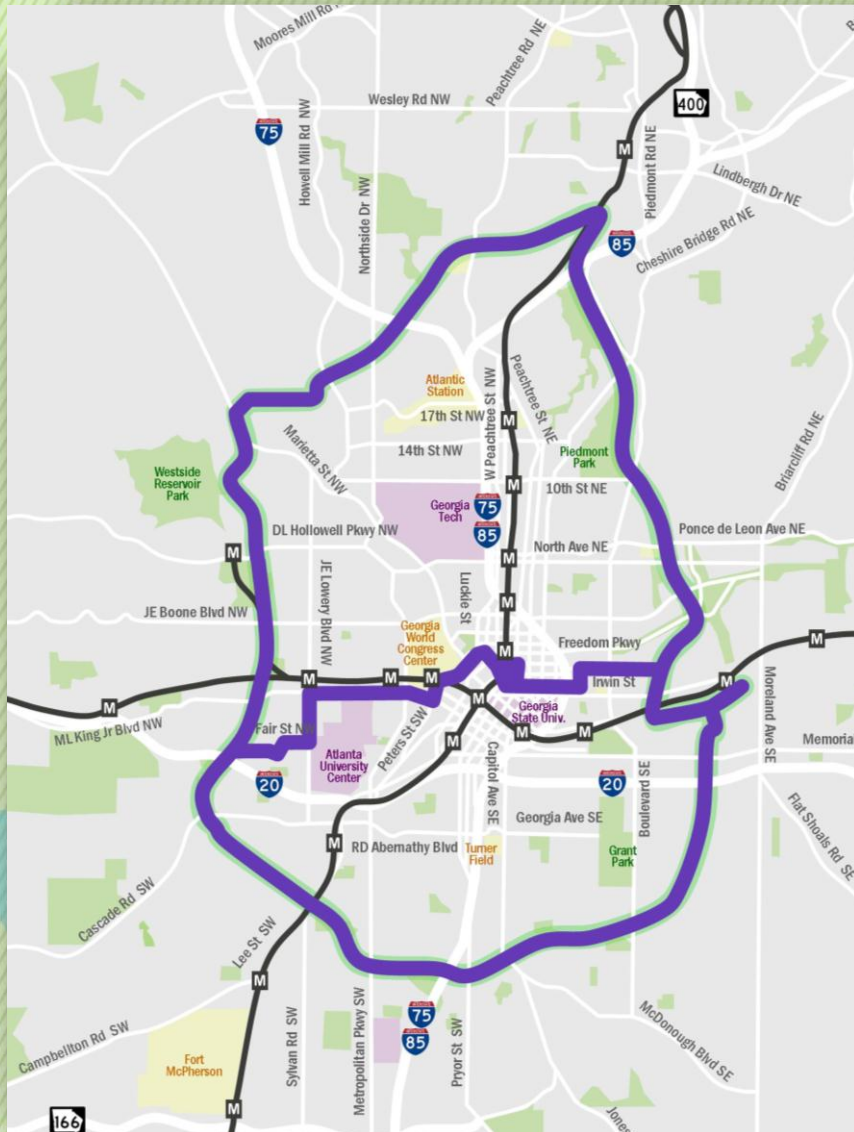 Moores Mill Rd
Peachtree Rd NE
Wesley Rd NW
400
75
Howell Mill Rd NW
M
Piedmont Rd NE
Lindbergh Dr NE
Northside Dr NW
85
Cheshire Bridge Rd NE
Atlantic
Station
W Peachtree St NW
Peachtree St NE
17th St NW
M
Marietta St NW
14th St NW
Piedmont
Park
Briarcliff Rd NE
Westside
Reservoir
Park
M
10th St NE
Georgia
Tech
75
85
DL Hollowell Pkwy NW
Ponce de Leon Ave NE
M
North Ave NE
M
JE Lowery Blvd NW
Luckie St
JE Boone Blvd NW
M
Georgia
World
Congress
Center
Freedom Pkwy
M
M
M
M
M
M
Irwin St
M
Moreland Ave SE
M
M
ML King Jr Blvd NW
Fair St NW
Georgia
State Univ.
M
M
Peters St SW
M
Memorial
Atlanta
University
Center
Capitol Ave SE
20
20
Boulevard SE
Georgia Ave SE
Flat Shoals Rd SE
M
RD Abernathy Blvd
Turner
Field
Grant
Park
Cascade Rd SW
Lee St SW
M
Metropolitan Pkwy SW
75
85
Campbellton Rd SW
Sylvan Rd SW
Pryor St SW
McDonough Blvd SE
Fort
McPherson
M
166